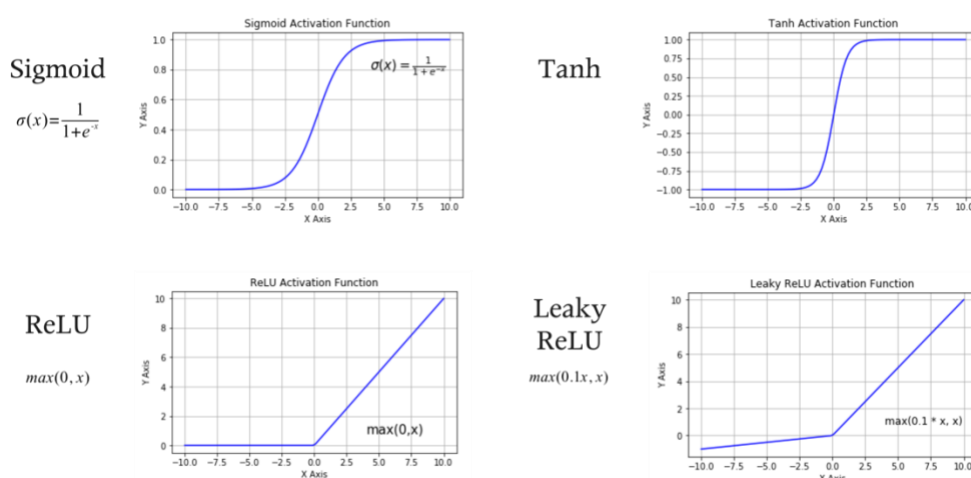 Sigmoid Activation Function
Sigmoid
σ(x)=1/(1+e^-x)
Y Axis
1.0
0.8
0.6
0.4
0.2
0.0
σ(x) = 1/(1 + e^-x)
−10.0 −7.5 −5.0 −2.5 0.0 2.5 5.0 7.5 10.0
X Axis
Tanh Activation Function
Tanh
Y Axis
1.00
0.75
0.50
0.25
0.00
−0.25
−0.50
−0.75
−1.00
−10.0 −7.5 −5.0 −2.5 0.0 2.5 5.0 7.5 10.0
X Axis
ReLU Activation Function
ReLU
max(0, x)
Y Axis
10
8
6
4
2
0
max(0,x)
−10.0 −7.5 −5.0 −2.5 0.0 2.5 5.0 7.5 10.0
X Axis
Leaky ReLU Activation Function
Leaky
ReLU
max(0.1x, x)
Y Axis
10
8
6
4
2
0
max(0.1 * x, x)
−10.0 −7.5 −5.0 −2.5 0.0 2.5 5.0 7.5 10.0
X Axis